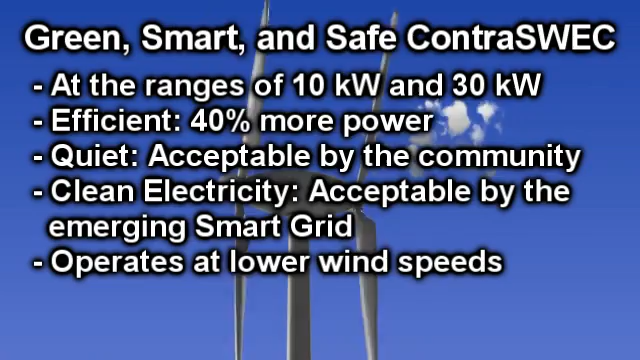 Green, Smart, and Safe ContraSWEC
- At the ranges of 10 kW and 30 kW
- Efficient: 40% more power
- Quiet: Acceptable by the community
- Clean Electricity: Acceptable by the
emerging Smart Grid
- Operates at lower wind speeds